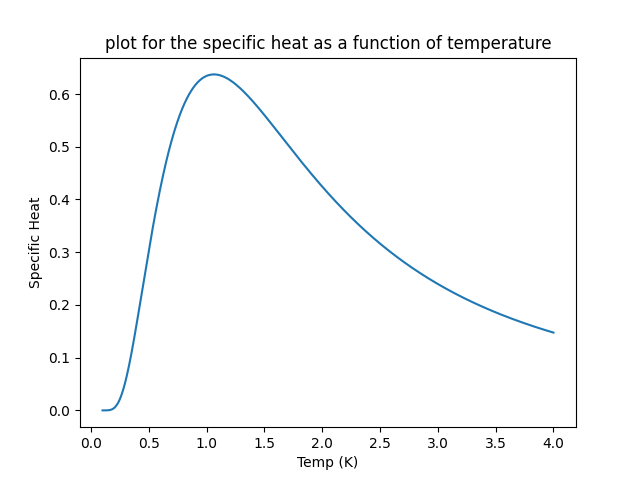 plot for the specific heat as a function of temperature
Specific Heat
0.6
0.5
0.4
0.3
0.2
0.1
0.0
0.0 0.5 1.0 1.5 2.0 2.5 3.0 3.5 4.0
Temp (K)